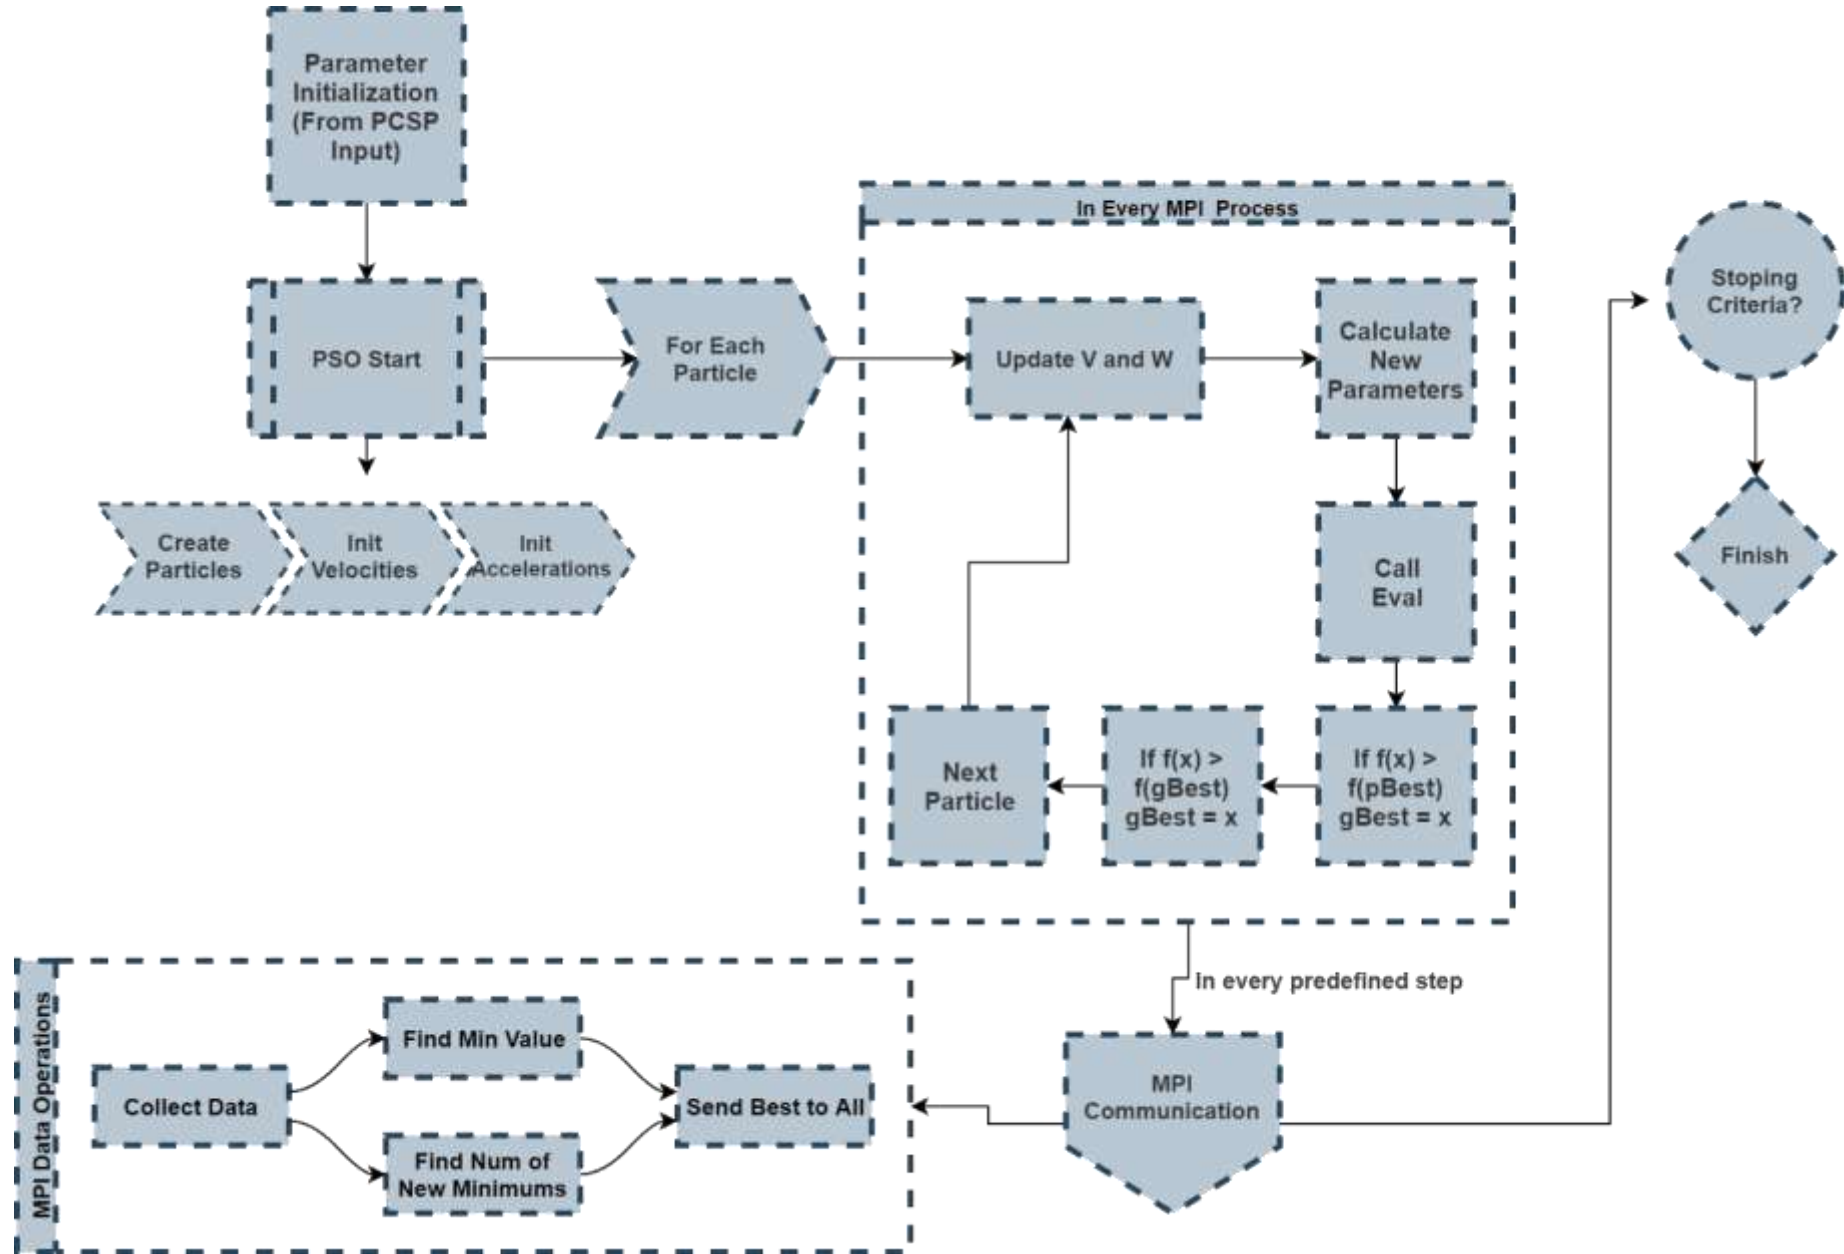 Parameter
Initialization
(From PCSP
Input)
PSO Start
Create
Particles
Init
Velocities
Init
Accelerations
For Each
Particle
In Every MPI Process
Update V and W
Calculate
New
Parameters
Call
Eval
If f(x) >
f(pBest)
gBest = x
If f(x) >
f(gBest)
gBest = x
Next
Particle
In every predefined step
MPI
Communication
MPI Data Operations
Collect Data
Find Min Value
Find Num of
New Minimums
Send Best to All
Stoping
Criteria?
Finish